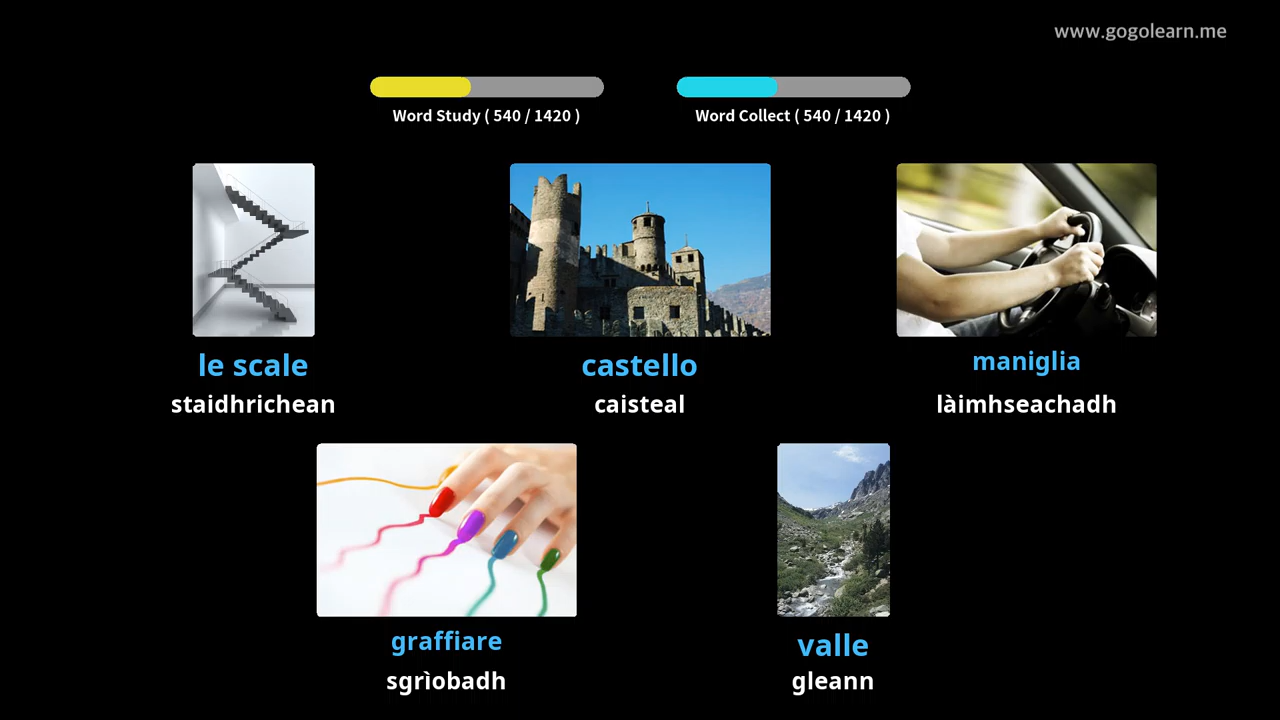 www.gogolearn.me
Word Study ( 540 / 1420 )
Word Collect ( 540 / 1420 )
le scale
staidhrichean
castello
caisteal
maniglia
làimhseachadh
graffiare
sgrìobadh
valle
gleann